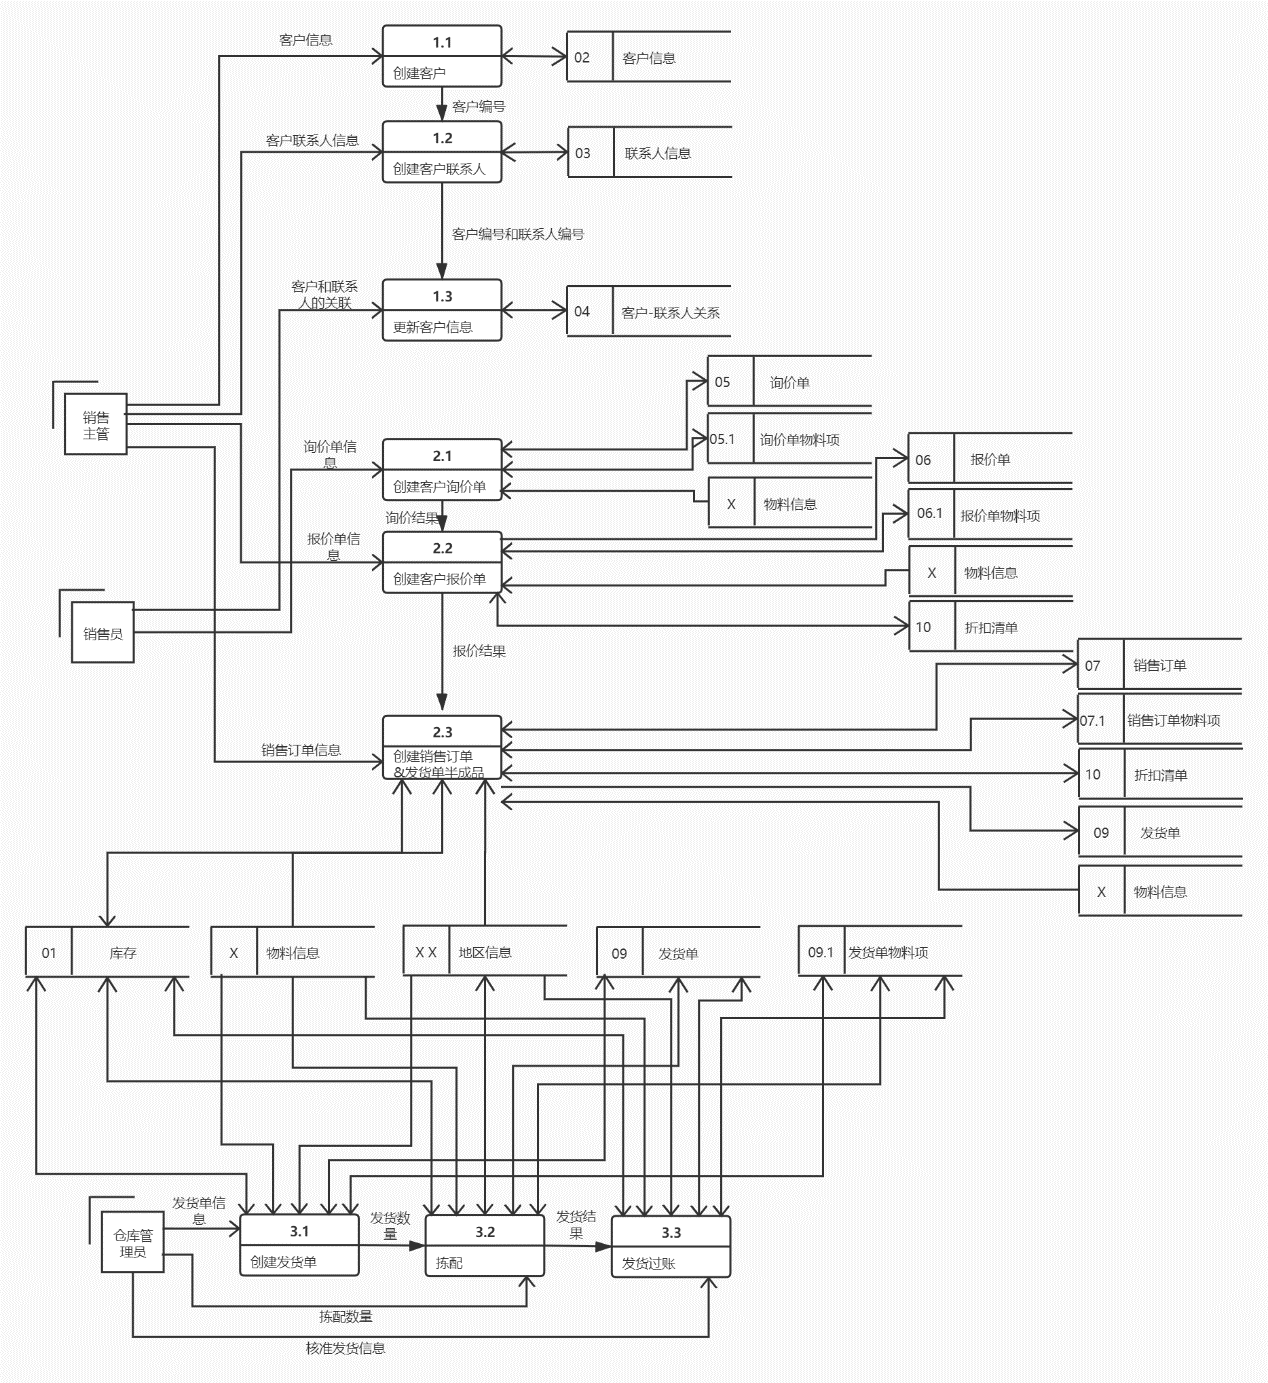 客户信息
1.1
创建客户
02
客户信息
客户编号
客户联系人信息
1.2
创建客户联系人
03
联系人信息
客户编号和联系人编号
客户和联系
人的关联
1.3
更新客户信息
04
客户-联系人关系
销售
主管
05
询价单
05.1
询价单物料项
X
物料信息
询价单信
息
2.1
创建客户询价单
06
报价单
06.1
报价单物料项
X
物料信息
10
折扣清单
询价结果
报价单信
息
2.2
创建客户报价单
销售员
报价结果
07
销售订单
07.1
销售订单物料项
10
折扣清单
09
发货单
X
物料信息
销售订单信息
2.3
创建销售订单
&发货单半成品
01
库存
X
物料信息
X X
地区信息
09
发货单
09.1
发货单物料项
仓库管
理员
发货单信
息
3.1
创建发货单
发货数
量
3.2
拣配
发货结
果
3.3
发货过账
拣配数量
核准发货信息